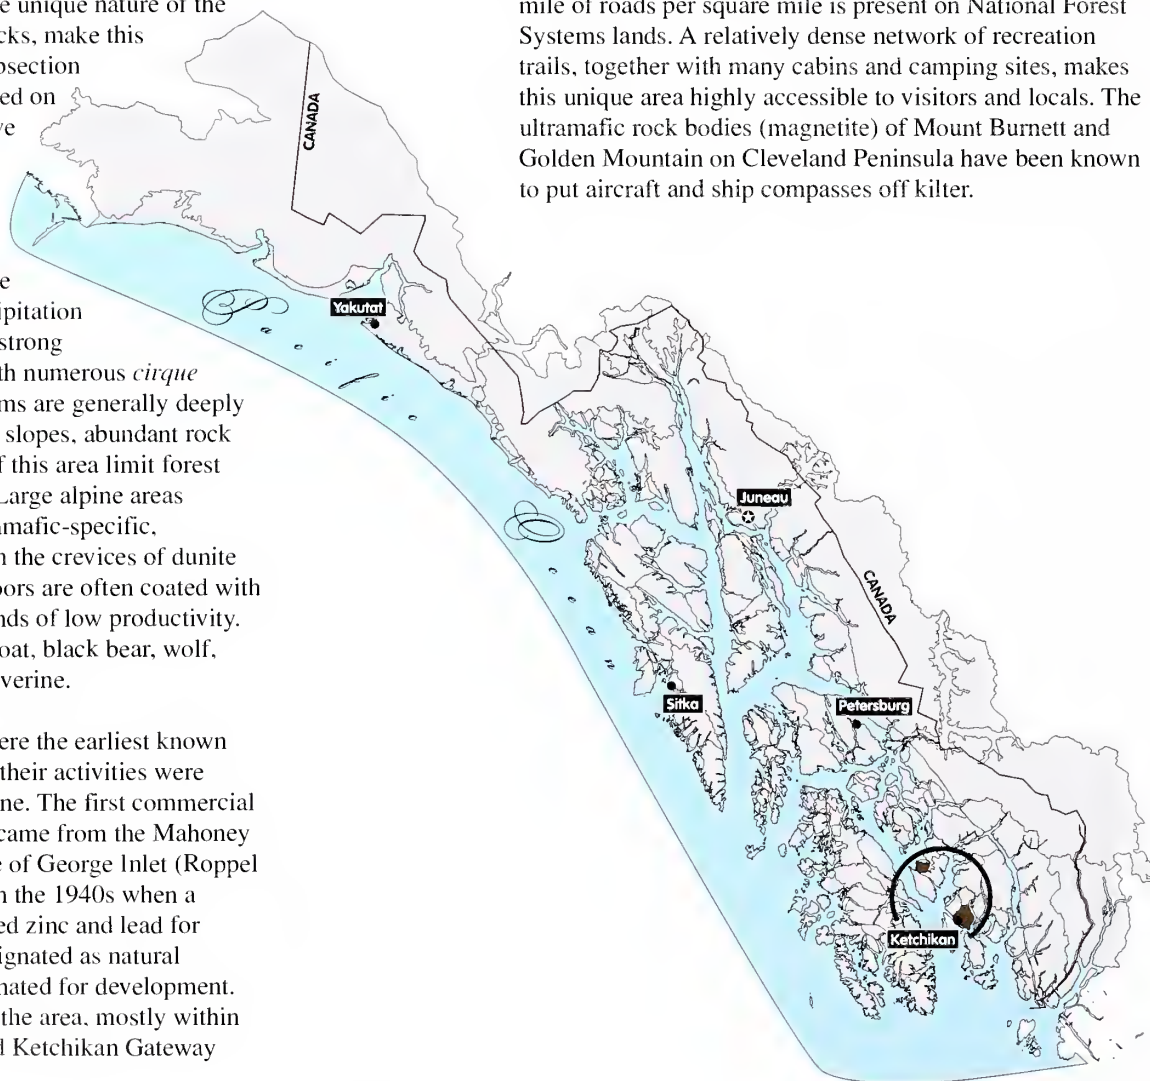 e unique nature of the
cks, make this
bsection
ed on
ve
e
ipitation
strong
th numerous cirque
ms are generally deeply
slopes, abundant rock
f this area limit forest
Large alpine areas
amafic-specific,
n the crevices of dunite
oors are often coated with
nds of low productivity.
oat, black bear, wolf,
verine.
ere the earliest known
their activities were
ne. The first commercial
came from the Mahoney
e of George Inlet (Roppel
n the 1940s when a
ed zinc and lead for
ignated as natural
nated for development.
the area, mostly within
d Ketchikan Gateway
mile of roads per square mile is present on National Forest
Systems lands. A relatively dense network of recreation
trails, together with many cabins and camping sites, makes
this unique area highly accessible to visitors and locals. The
ultramafic rock bodies (magnetite) of Mount Burnett and
Golden Mountain on Cleveland Peninsula have been known
to put aircraft and ship compasses off kilter.
CANADA
Yakutat
Pacific
Ocean
Juneau
CANADA
Sitka
Petersburg
Ketchikan